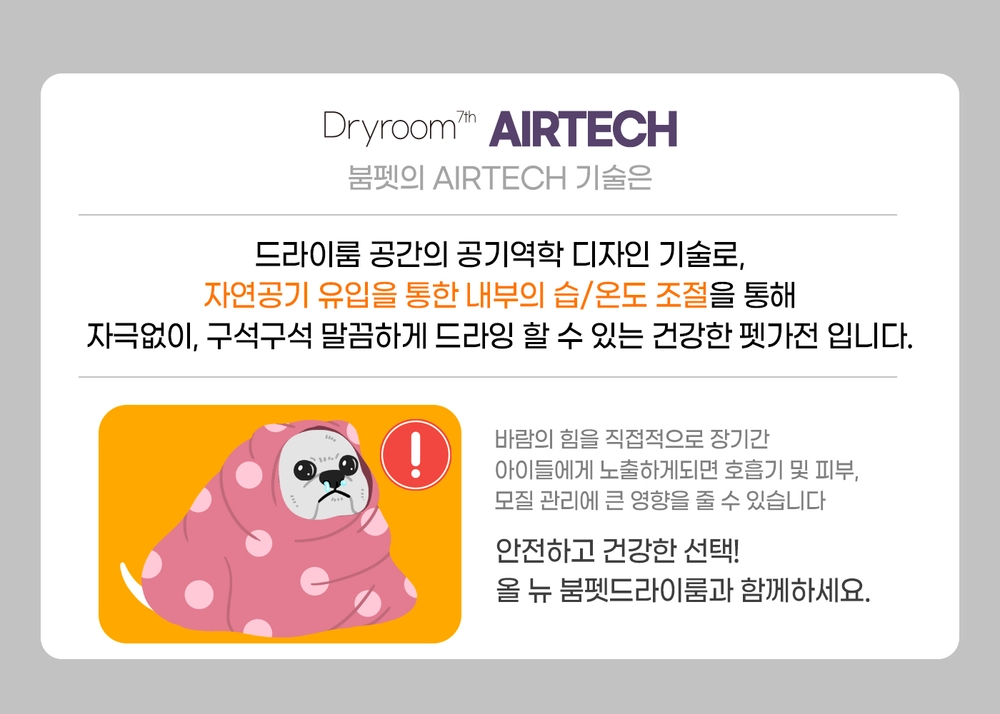 Dryroom7th AIRTECH
붐펫의 AIRTECH 기술은
드라이룸 공간의 공기역학 디자인 기술로,
자연공기 유입을 통한 내부의 습/온도 조절을 통해
자극없이, 구석구석 말끔하게 드라잉 할 수 있는 건강한 펫가전 입니다.
바람의 힘을 직접적으로 장기간
아이들에게 노출하게되면 호흡기 및 피부,
모질 관리에 큰 영향을 줄 수 있습니다
안전하고 건강한 선택!
올 뉴 붐펫드라이룸과 함께하세요.